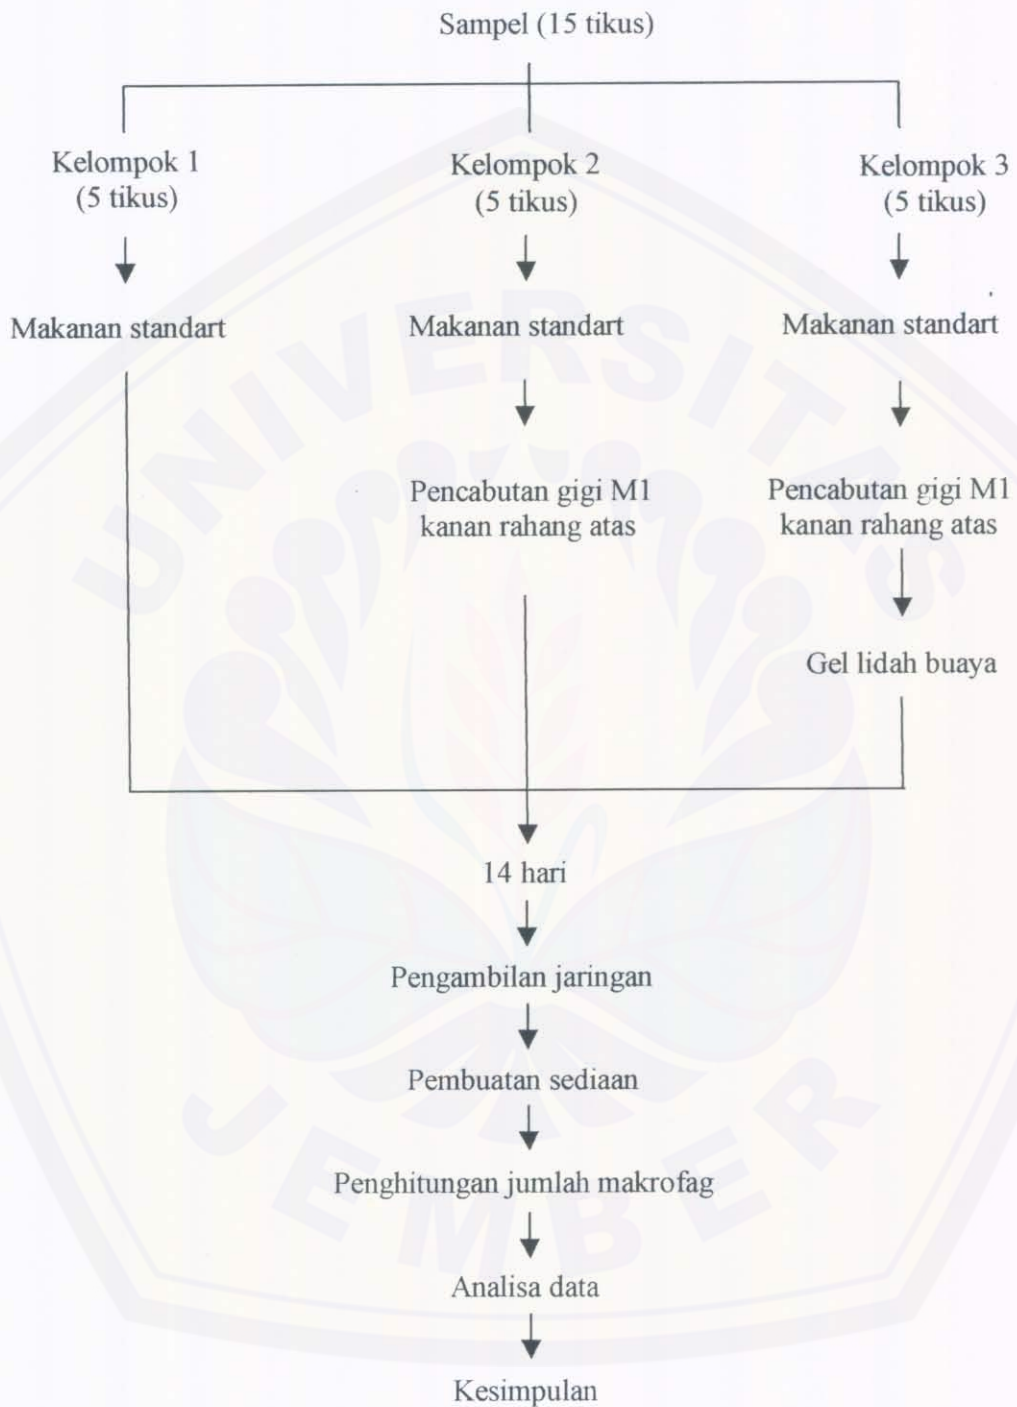 Sampel (15 tikus)
Kelompok 1
(5 tikus)
Kelompok 2
(5 tikus)
Kelompok 3
(5 tikus)
Makanan standart
Makanan standart
Makanan standart
Pencabutan gigi M1
kanan rahang atas
Pencabutan gigi M1
kanan rahang atas
Gel lidah buaya
14 hari
Pengambilan jaringan
Pembuatan sediaan
Penghitungan jumlah makrofag
Analisa data
Kesimpulan
UNIVERSITAS
JEMBER